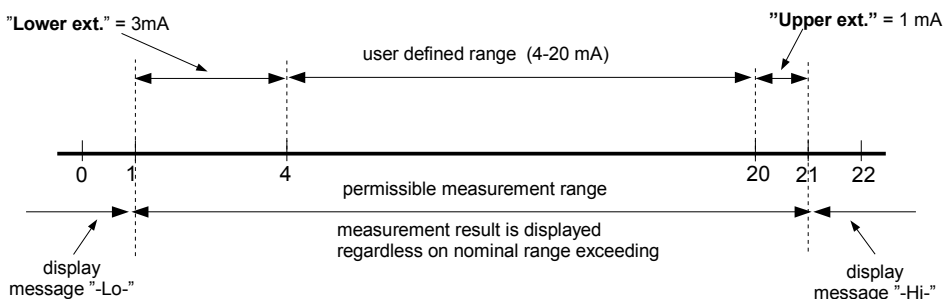 "Lower ext." = 3mA
"Upper ext." = 1 mA
user defined range (4-20 mA)
0 1 4 20 21 22
permissible measurement range
measurement result is displayed
regardless on nominal range exceeding
display
message "-Lo-"
display
message "-Hi-"